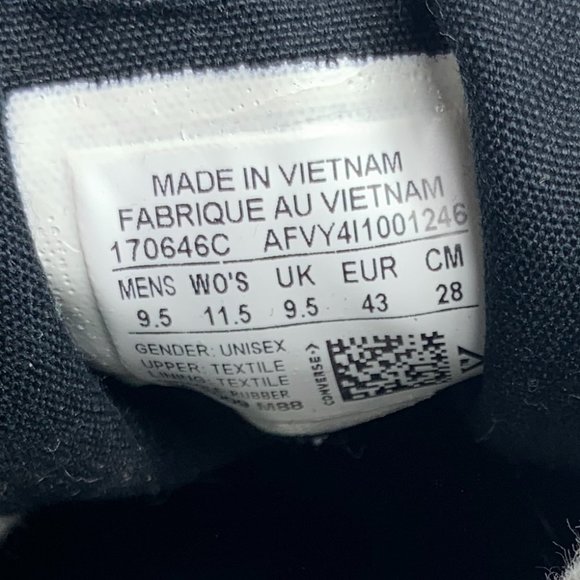 MADE IN VIETNAM
FABRIQUE AU VIETNAM
170646C AFVY4I1001246
MENS WO'S UK EUR CM
9.5 11.5 9.5 43 28
GENDER: UNISEX
UPPER: TEXTILE
LINING: TEXTILE
RUBBER
M88
CONVERSE->